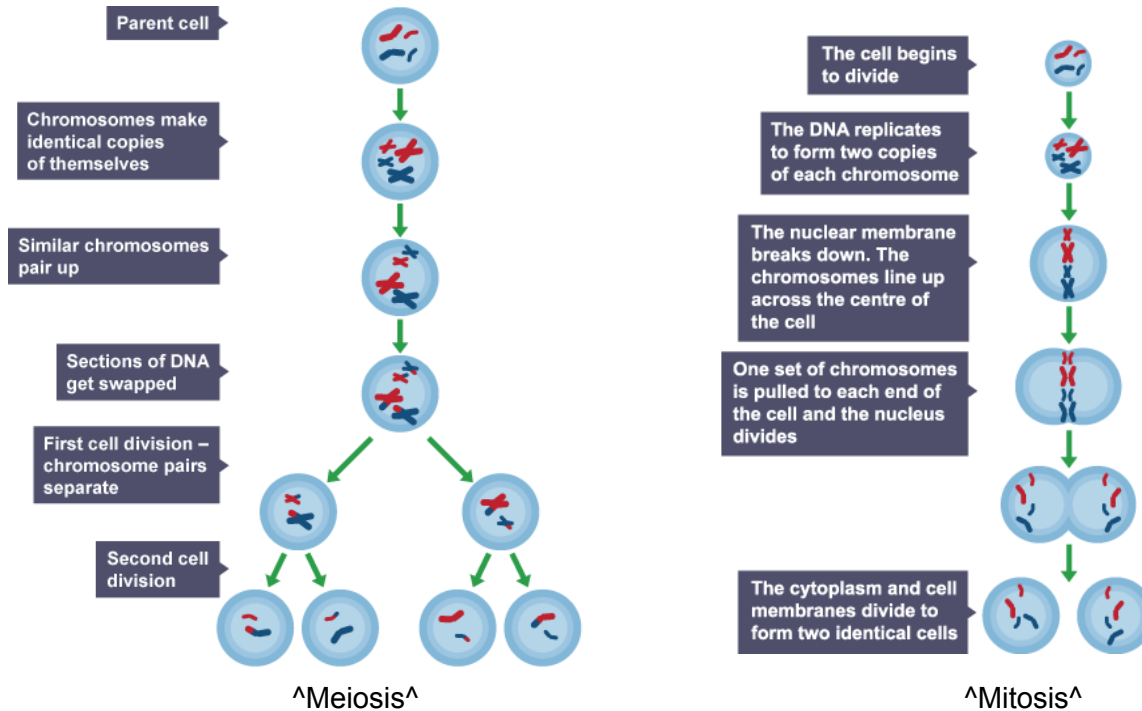 Parent cell
Chromosomes make
identical copies
of themselves
Similar chromosomes
pair up
Sections of DNA
get swapped
First cell division –
chromosome pairs
separate
Second cell
division
^Meiosis^
The cell begins
to divide
The DNA replicates
to form two copies
of each chromosome
The nuclear membrane
breaks down. The
chromosomes line up
across the centre of
the cell
One set of chromosomes
is pulled to each end of
the cell and the nucleus
divides
The cytoplasm and cell
membranes divide to
form two identical cells
^Mitosis^